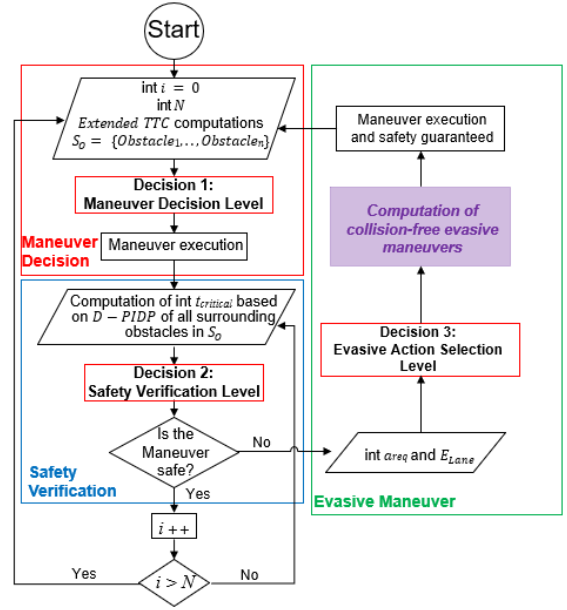 Start
int i = 0
int N
Extended TTC computations
S_O = {Obstacle_1,..,Obstacle_n}
Decision 1:
Maneuver Decision Level
Maneuver
Decision
Maneuver execution
Computation of int t_critical based
on D − PIDP of all surrounding
obstacles in S_O
Decision 2:
Safety Verification Level
Is the
Maneuver
safe?
No
Yes
Safety
Verification
i ++
i > N
Yes
No
Maneuver execution
and safety guaranteed
Computation of
collision-free evasive
maneuvers
Decision 3:
Evasive Action Selection
Level
int a_req and E_Lane
Evasive Maneuver